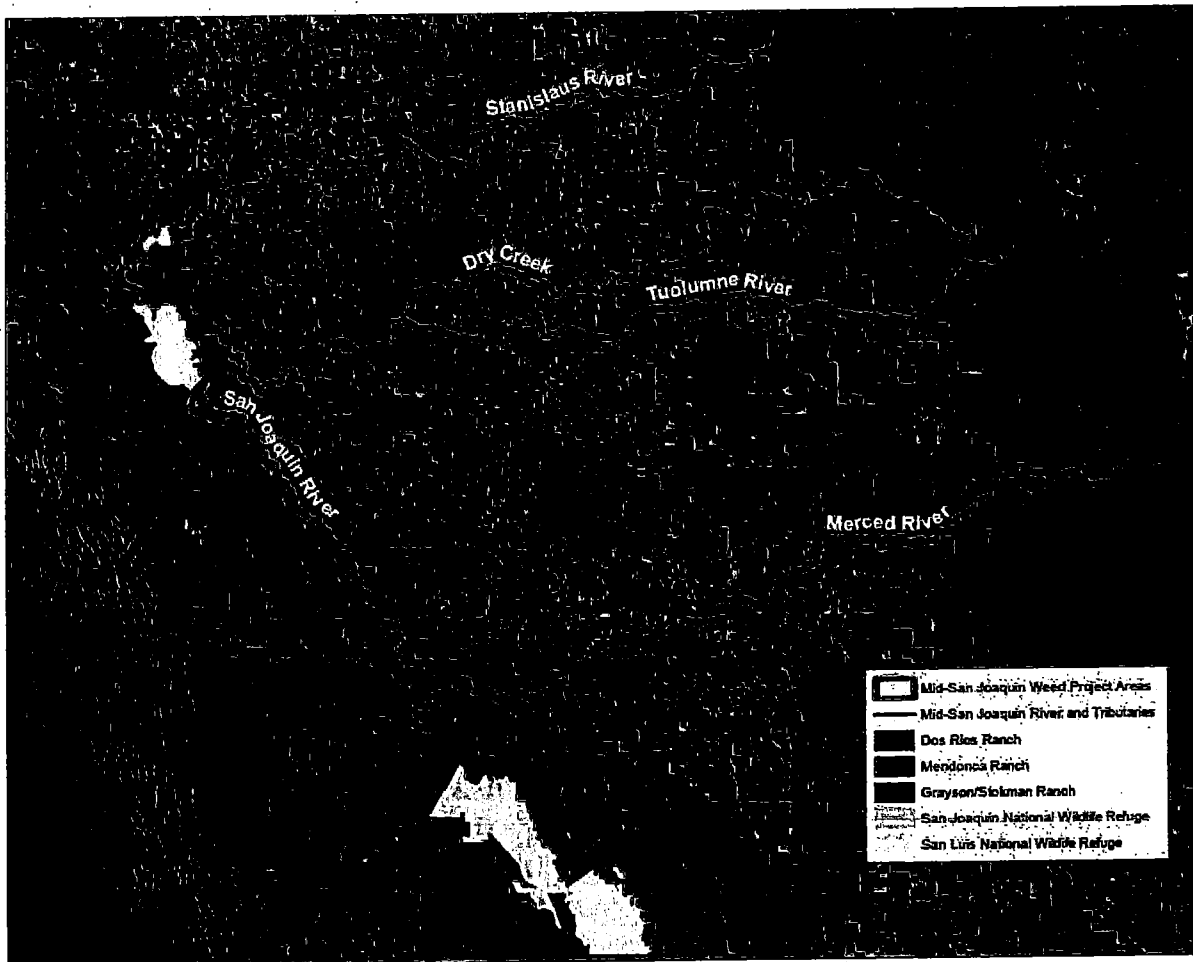 Stanislaus River
Dry Creek
Tuolumne River
San Joaquin River
Merced River
Mid-San Joaquin Weed Project Areas
Mid-San Joaquin River and Tributaries
Dos Rios Ranch
Mendonca Ranch
Grayson/Stokman Ranch
San Joaquin National Wildlife Refuge
San Luis National Wildlife Refuge